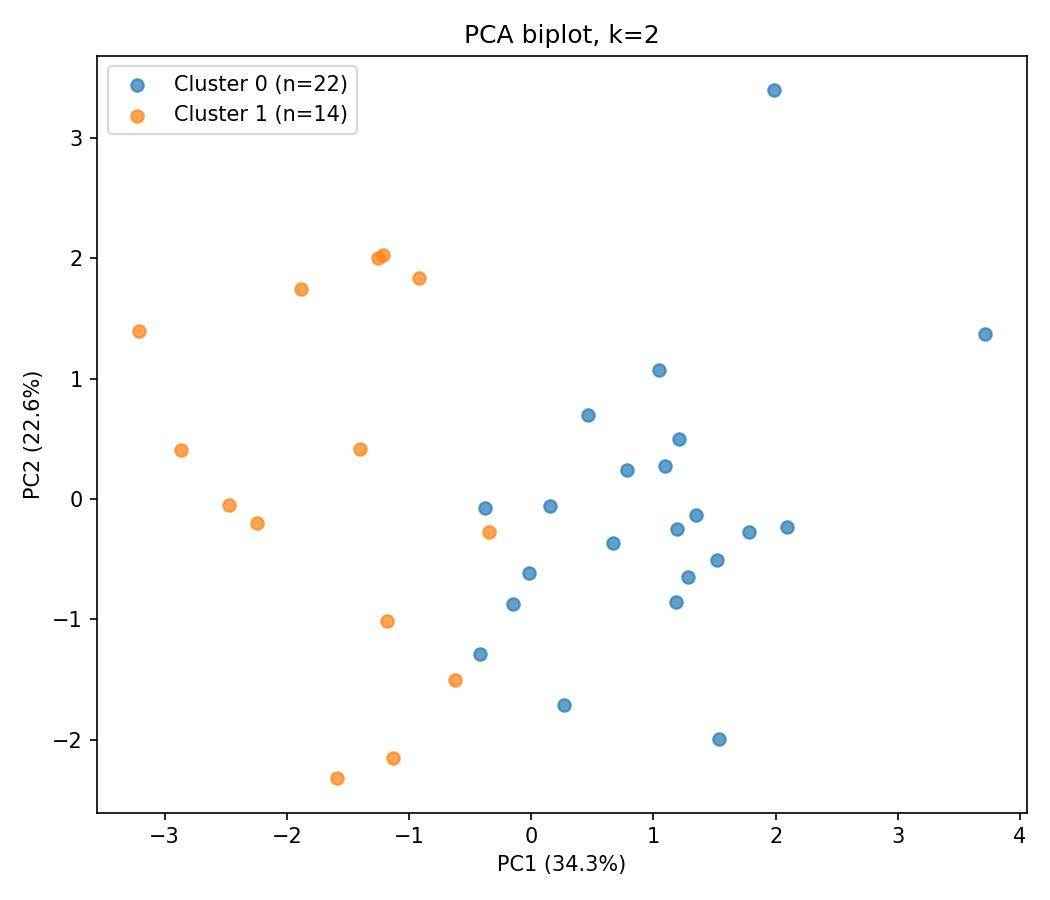 PCA biplot, k=2
Cluster 0 (n=22)
Cluster 1 (n=14)
3
2
1
0
−1
−2
PC2 (22.6%)
−3 −2 −1 0 1 2 3 4
PC1 (34.3%)